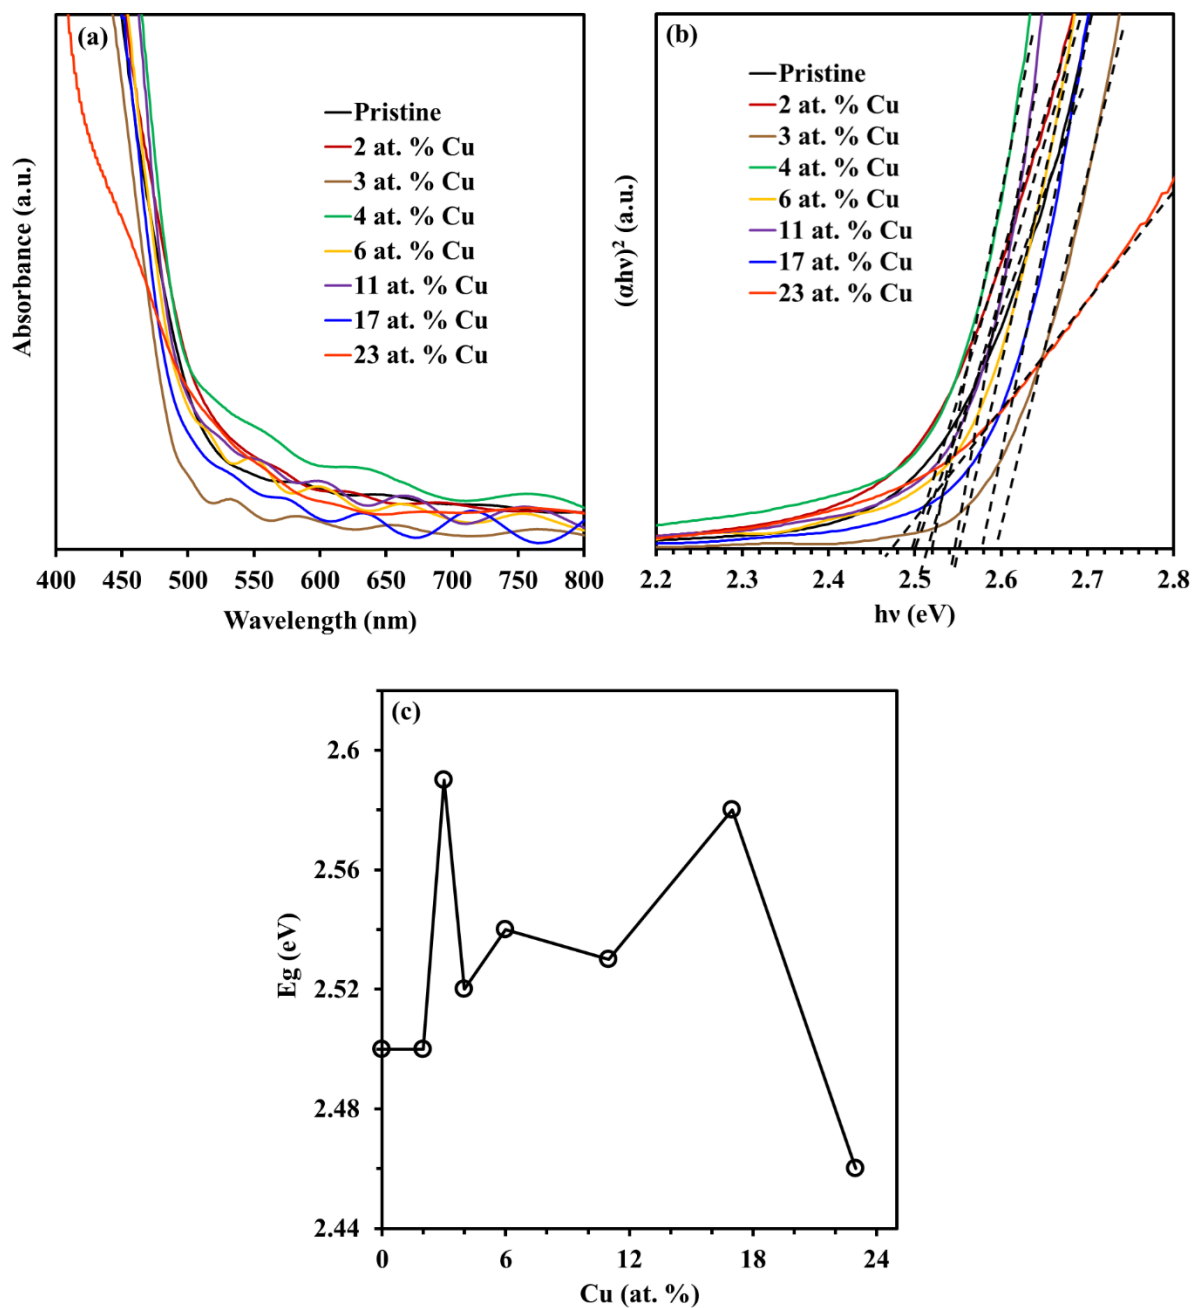 (a)
Pristine
2 at. % Cu
3 at. % Cu
4 at. % Cu
6 at. % Cu
11 at. % Cu
17 at. % Cu
23 at. % Cu
Absorbance (a.u.)
400 450 500 550 600 650 700 750 800
Wavelength (nm)
(b)
Pristine
2 at. % Cu
3 at. % Cu
4 at. % Cu
6 at. % Cu
11 at. % Cu
17 at. % Cu
23 at. % Cu
(αhν)² (a.u.)
2.2 2.3 2.4 2.5 2.6 2.7 2.8
hν (eV)
(c)
2.6
2.56
2.52
2.48
2.44
Eg (eV)
0 6 12 18 24
Cu (at. %)